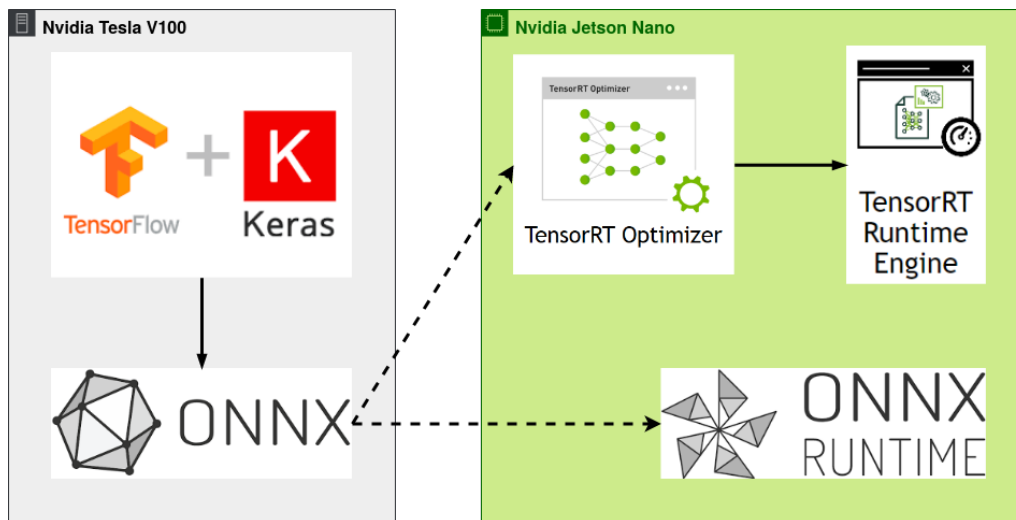 Nvidia Tesla V100
TensorFlow
+
K
Keras
ONNX
Nvidia Jetson Nano
TensorRT Optimizer
TensorRT Optimizer
TensorRT
Runtime
Engine
ONNX
RUNTIME